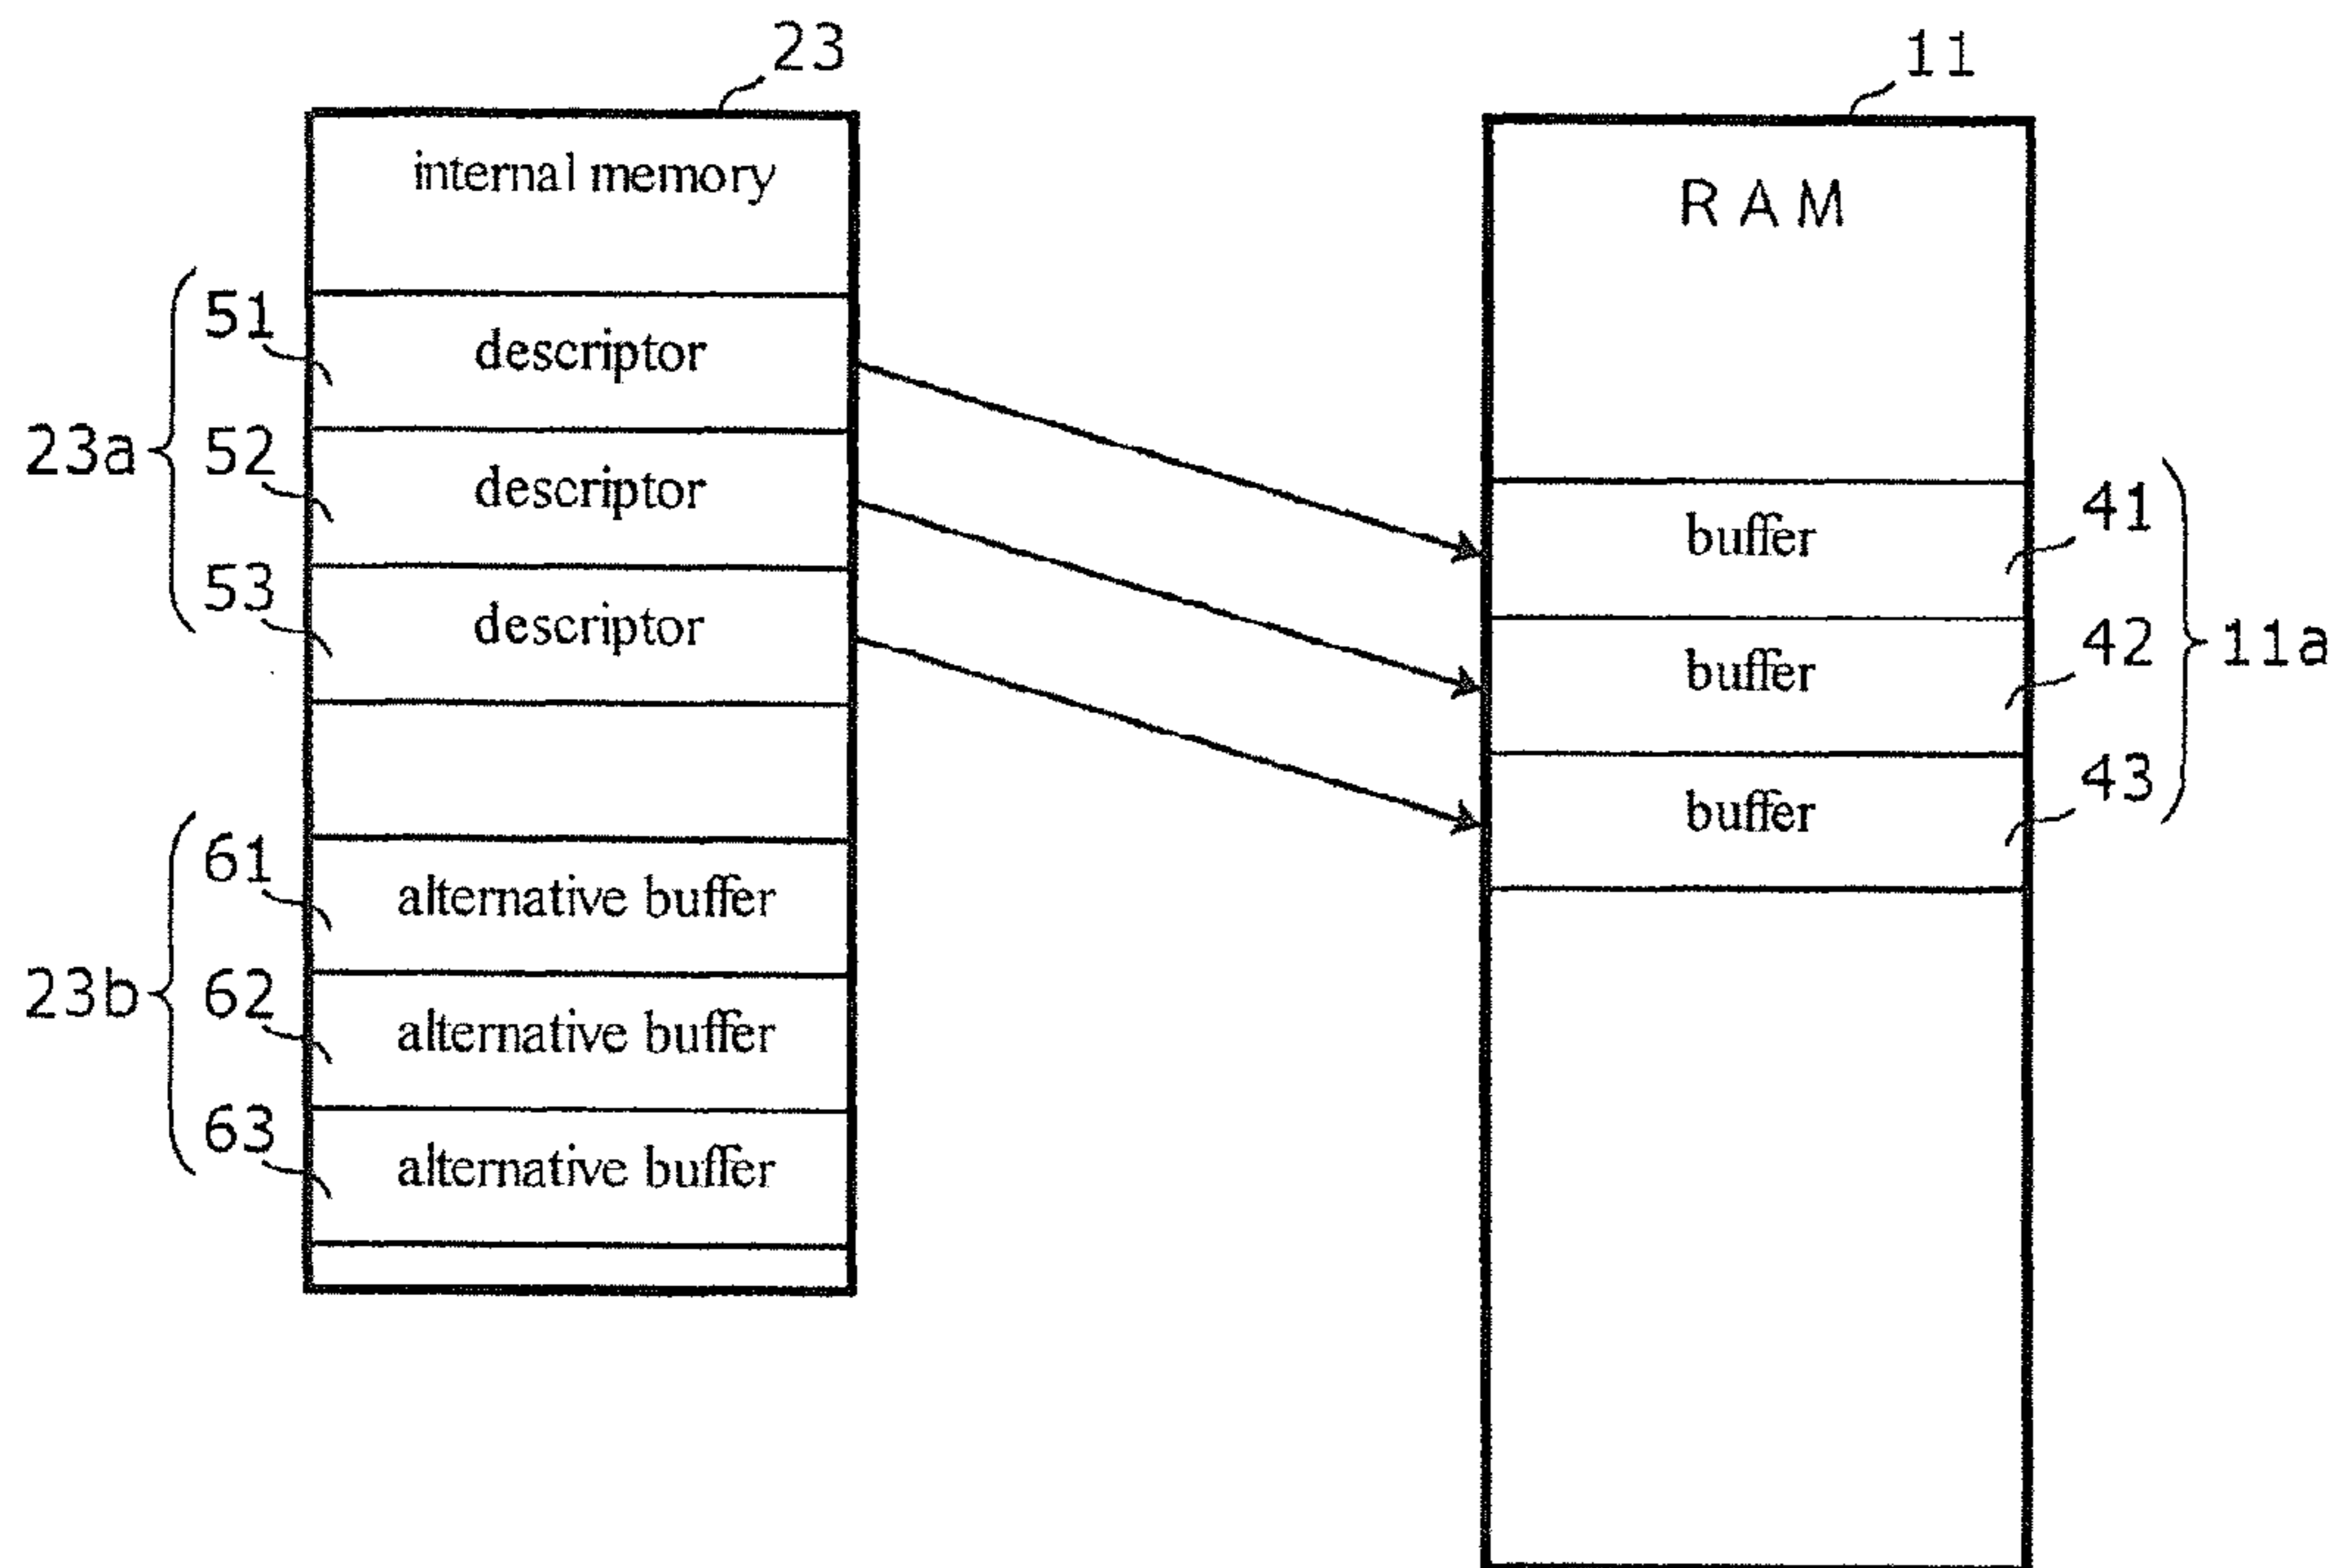 23
internal memory
23a
51
descriptor
52
descriptor
53
descriptor
23b
61
alternative buffer
62
alternative buffer
63
alternative buffer
11
RAM
buffer
41
buffer
42
buffer
43
11a